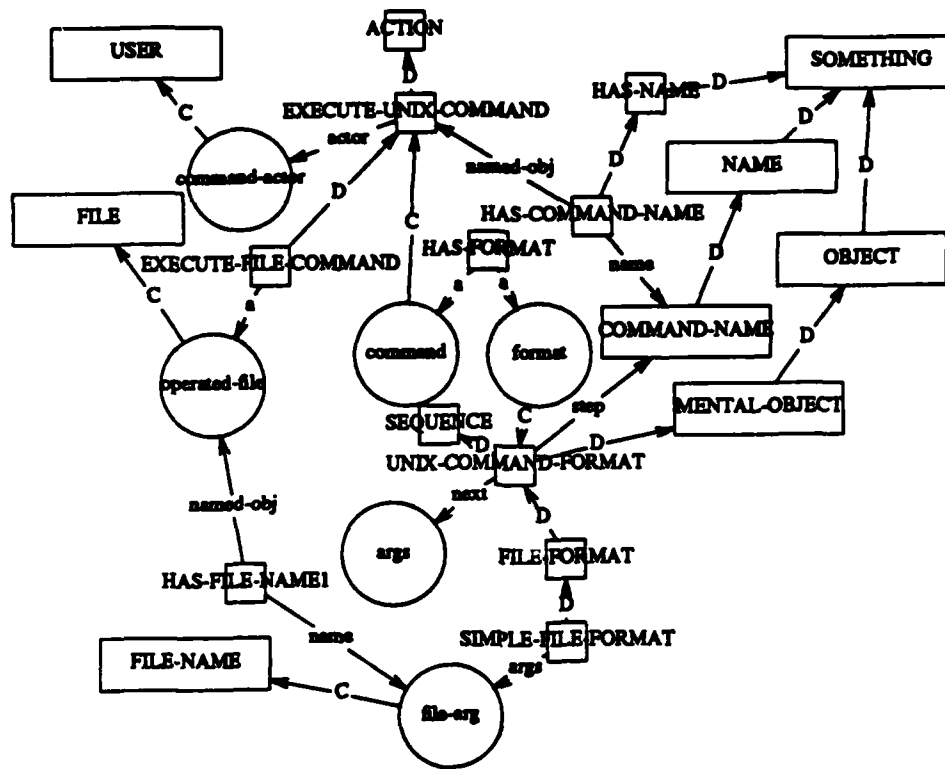 ACTION
USER
SOMETHING
D
HAS-NAME
D
D
EXECUTE-UNIX-COMMAND
D
C
actor
NAME
D
named-obj
D
command-actor
D
FILE
C
HAS-COMMAND-NAME
HAS-FORMAT
D
OBJECT
EXECUTE-FILE-COMMAND
name
C
a
a
a
COMMAND-NAME
D
command
format
operated-file
step
MENTAL-OBJECT
SEQUENCE
C
D
D
UNIX-COMMAND-FORMAT
next
named-obj
D
args
FILE-FORMAT
HAS-FILE-NAME1
D
name
SIMPLE-FILE-FORMAT
FILE-NAME
args
C
file-arg